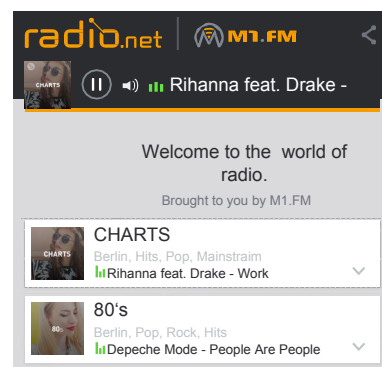 radio.net M1.FM
CHARTS
Rihanna feat. Drake -
Welcome to the world of
radio.
Brought to you by M1.FM
CHARTS
CHARTS
Berlin, Hits, Pop, Mainstraim
Rihanna feat. Drake - Work
80s
80‘s
Berlin, Pop, Rock, Hits
Depeche Mode - People Are People